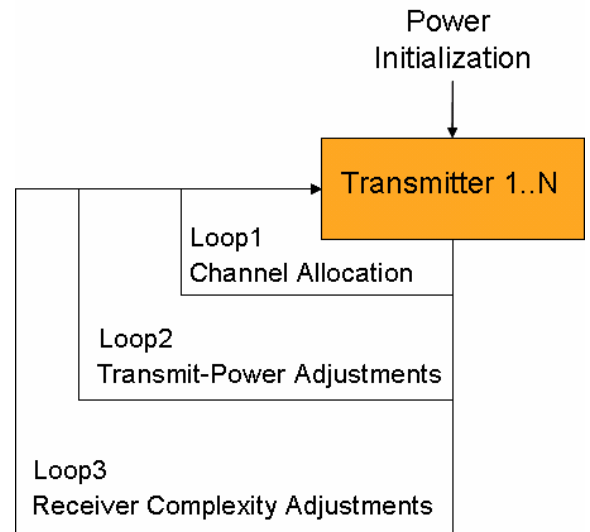 Power
Initialization
Transmitter 1..N
Loop1
Channel Allocation
Loop2
Transmit-Power Adjustments
Loop3
Receiver Complexity Adjustments